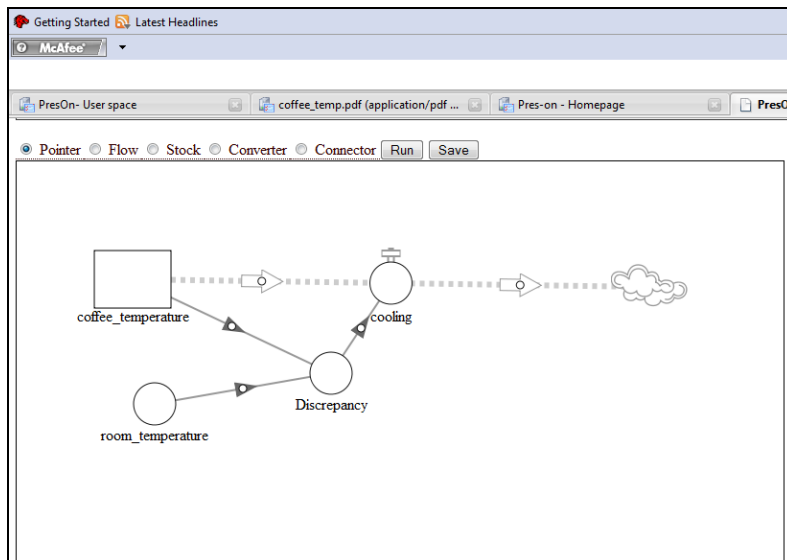 Getting Started Latest Headlines
McAfee
PresOn- User space coffee_temp.pdf (application/pdf ... Pres-on - Homepage PresO
Pointer Flow Stock Converter Connector Run Save
coffee_temperature
cooling
Discrepancy
room_temperature